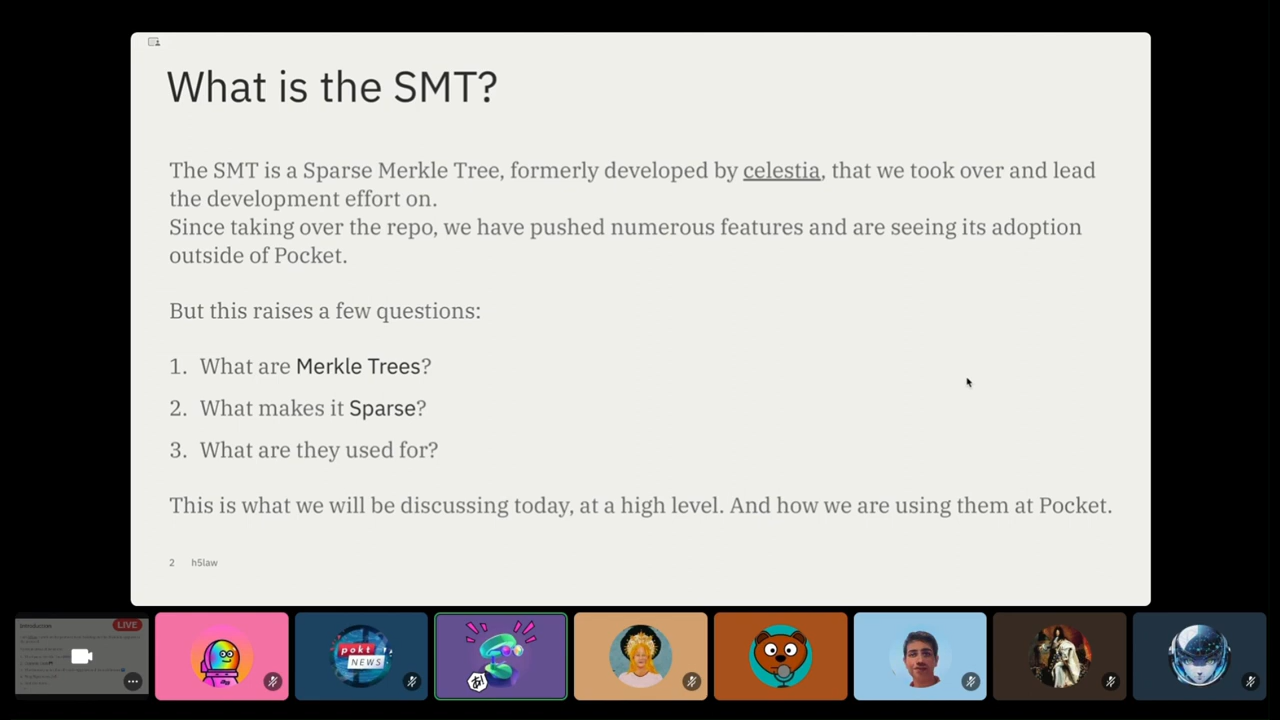 What is the SMT?
The SMT is a Sparse Merkle Tree, formerly developed by celestia, that we took over and lead
the development effort on.
Since taking over the repo, we have pushed numerous features and are seeing its adoption
outside of Pocket.
But this raises a few questions:
1. What are Merkle Trees?
2. What makes it Sparse?
3. What are they used for?
This is what we will be discussing today, at a high level. And how we are using them at Pocket.
2 h5law
LIVE
pokt
NEWS